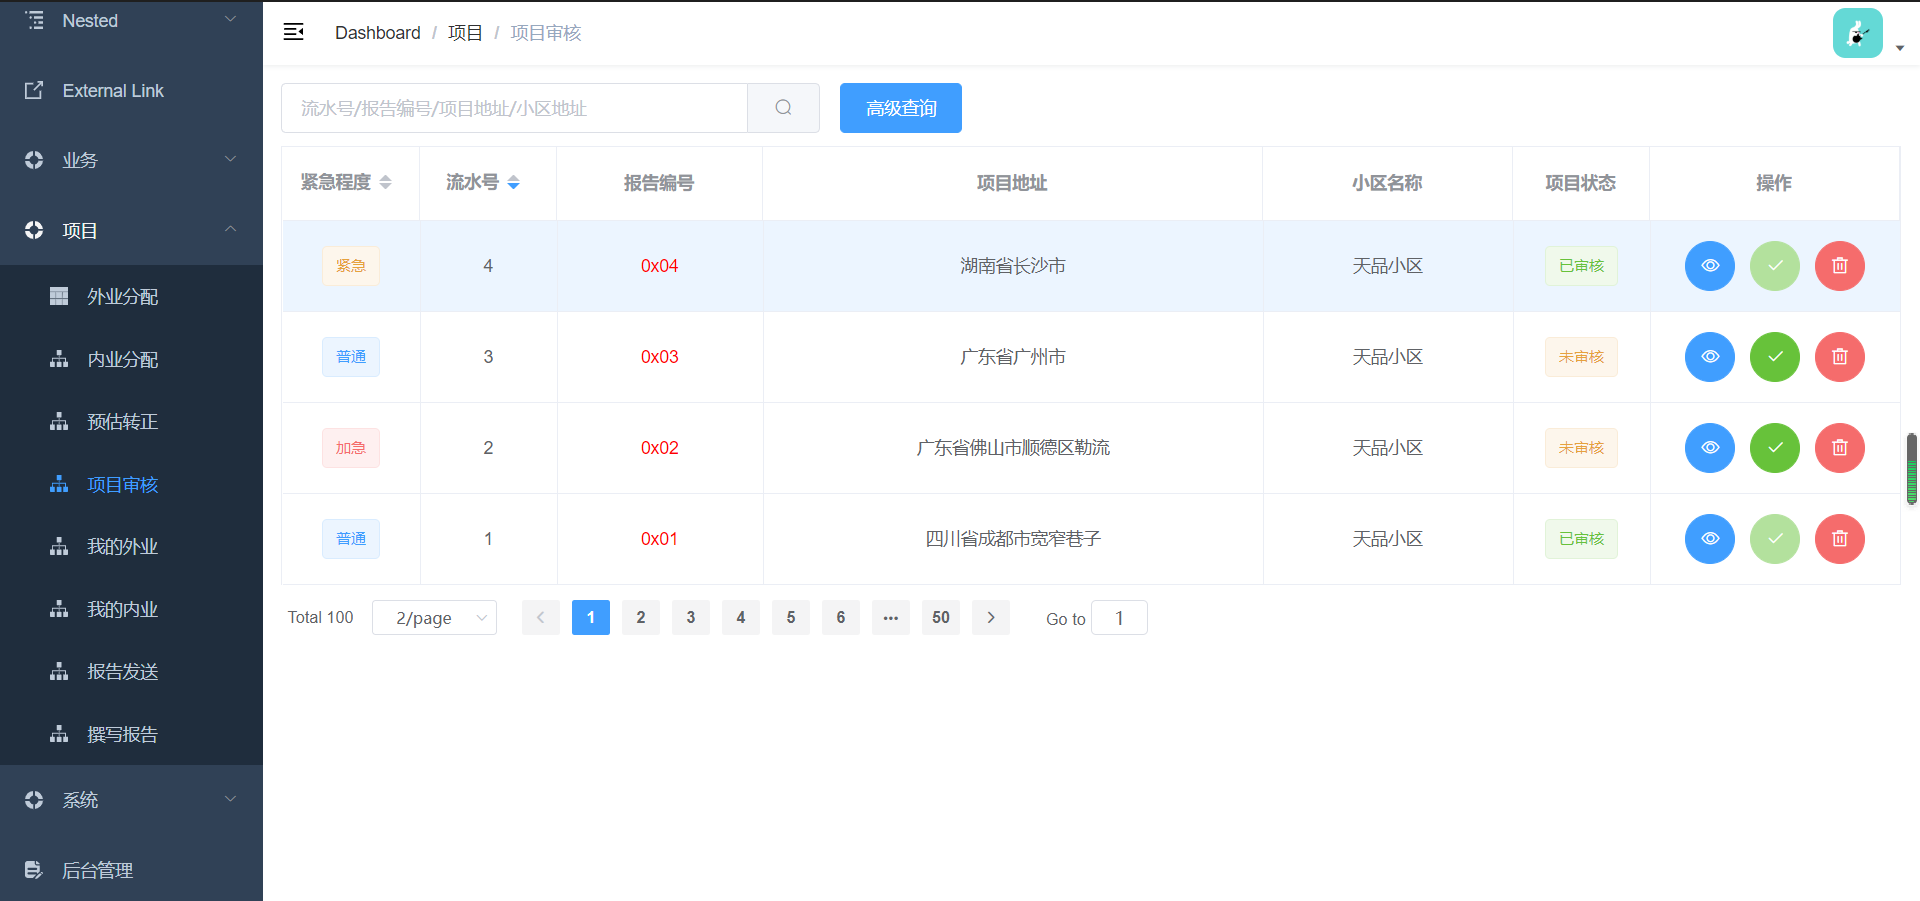 Nested
External Link
业务
项目
外业分配
内业分配
预估转正
项目审核
我的外业
我的内业
报告发送
撰写报告
系统
后台管理
Dashboard / 项目 / 项目审核
流水号/报告编号/项目地址/小区地址
高级查询
紧急程度 流水号 报告编号 项目地址 小区名称 项目状态 操作
紧急 4 0x04 湖南省长沙市 天品小区 已审核
普通 3 0x03 广东省广州市 天品小区 未审核
加急 2 0x02 广东省佛山市顺德区勒流 天品小区 未审核
普通 1 0x01 四川省成都市宽窄巷子 天品小区 已审核
Total 100 2/page 1 2 3 4 5 6 ••• 50 Go to 1